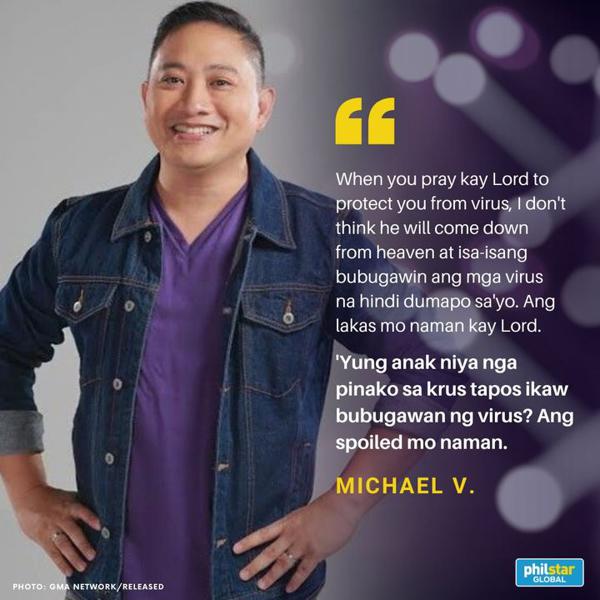 When you pray kay Lord to
protect you from virus, I don't
think he will come down
from heaven at isa-isang
bubugawin ang mga virus
na hindi dumapo sa'yo. Ang
lakas mo naman kay Lord.
'Yung anak niya nga
pinako sa krus tapos ikaw
bubugawan ng virus? Ang
spoiled mo naman.
MICHAEL V.
PHOTO: GMA NETWORK/RELEASED
philstar
GLOBAL